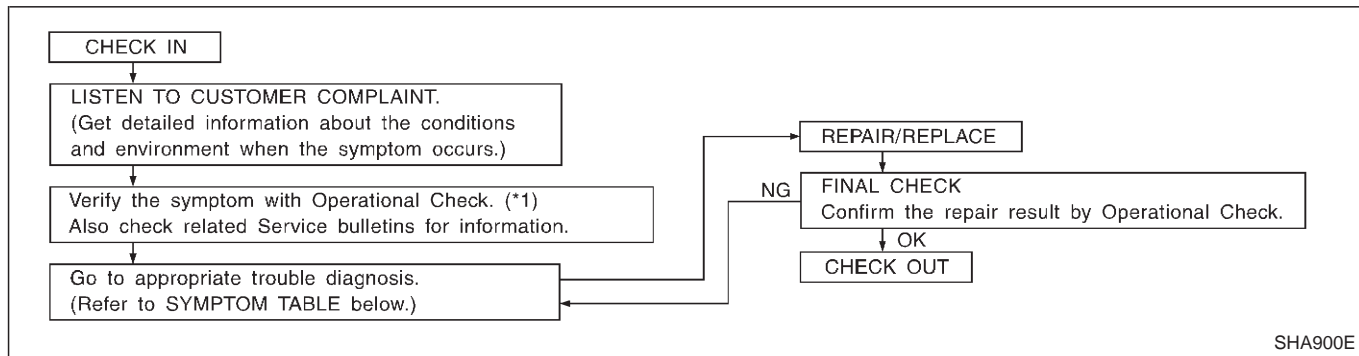 CHECK IN
LISTEN TO CUSTOMER COMPLAINT.
(Get detailed information about the conditions
and environment when the symptom occurs.)
Verify the symptom with Operational Check. (*1)
Also check related Service bulletins for information.
Go to appropriate trouble diagnosis.
(Refer to SYMPTOM TABLE below.)
REPAIR/REPLACE
NG
FINAL CHECK
Confirm the repair result by Operational Check.
OK
CHECK OUT
SHA900E